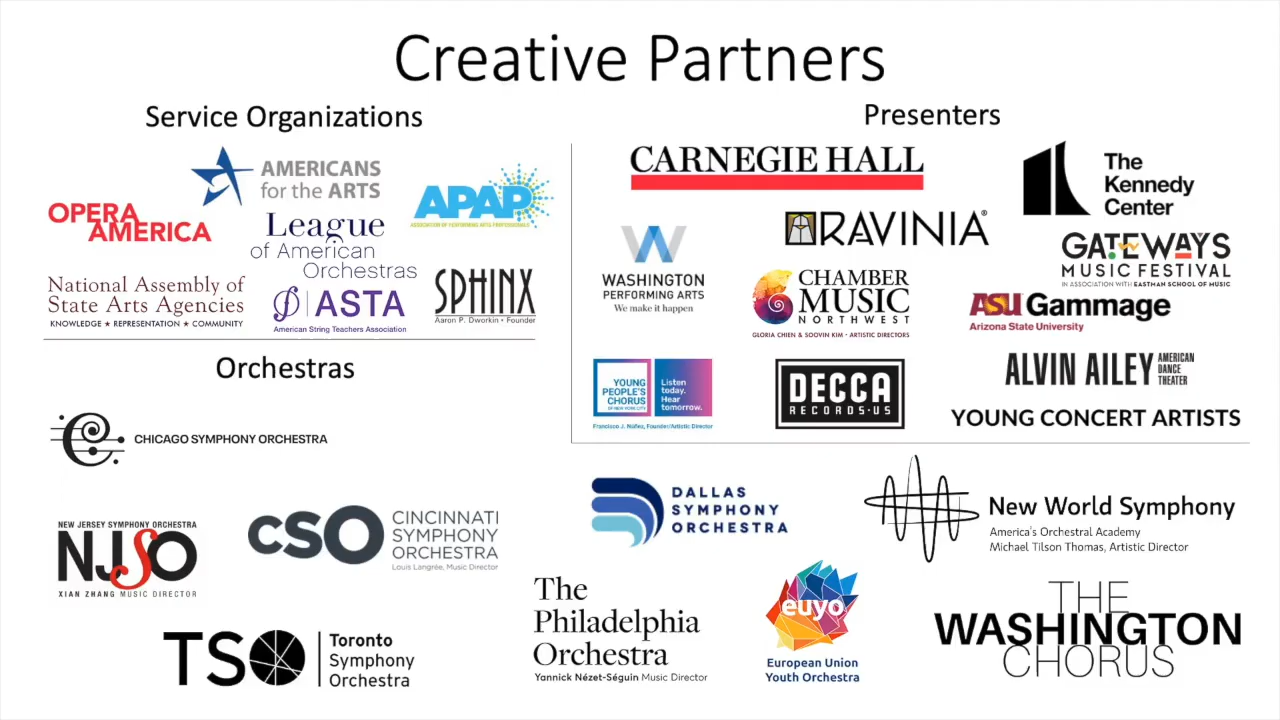 Creative Partners
Service Organizations
AMERICANS
for the ARTS
OPERA
AMERICA
League
of American
Orchestras
APAP
ASSOCIATION OF PERFORMING ARTS PROFESSIONALS
National Assembly of
State Arts Agencies
KNOWLEDGE ★ REPRESENTATION ★ COMMUNITY
ASTA
American String Teachers Association
SPHINX
Aaron P. Dworkin • Founder
Presenters
CARNEGIE HALL
The
Kennedy
Center
RAVINIA®
WASHINGTON
PERFORMING ARTS
We make it happen
GATEWAYS
MUSIC FESTIVAL
IN ASSOCIATION WITH EASTMAN SCHOOL OF MUSIC
CHAMBER
MUSIC
NORTHWEST
GLORIA CHIEN & SOOVIN KIM • ARTISTIC DIRECTORS
ASU Gammage
Arizona State University
YOUNG
PEOPLE'S
CHORUS
OF NEW YORK CITY
Listen
today.
Hear
tomorrow.
Francisco J. Núñez, Founder/Artistic Director
DECCA
RECORDS·US
ALVIN AILEY
AMERICAN
DANCE
THEATER
YOUNG CONCERT ARTISTS
Orchestras
CHICAGO SYMPHONY ORCHESTRA
NEW JERSEY SYMPHONY ORCHESTRA
NJSO
XIAN ZHANG MUSIC DIRECTOR
CSO
CINCINNATI
SYMPHONY
ORCHESTRA
Louis Langrée, Music Director
DALLAS
SYMPHONY
ORCHESTRA
New World Symphony
America's Orchestral Academy
Michael Tilson Thomas, Artistic Director
TSO
Toronto
Symphony
Orchestra
The
Philadelphia
Orchestra
Yannick Nézet-Séguin Music Director
euyo
European Union
Youth Orchestra
THE
WASHINGTON
CHORUS